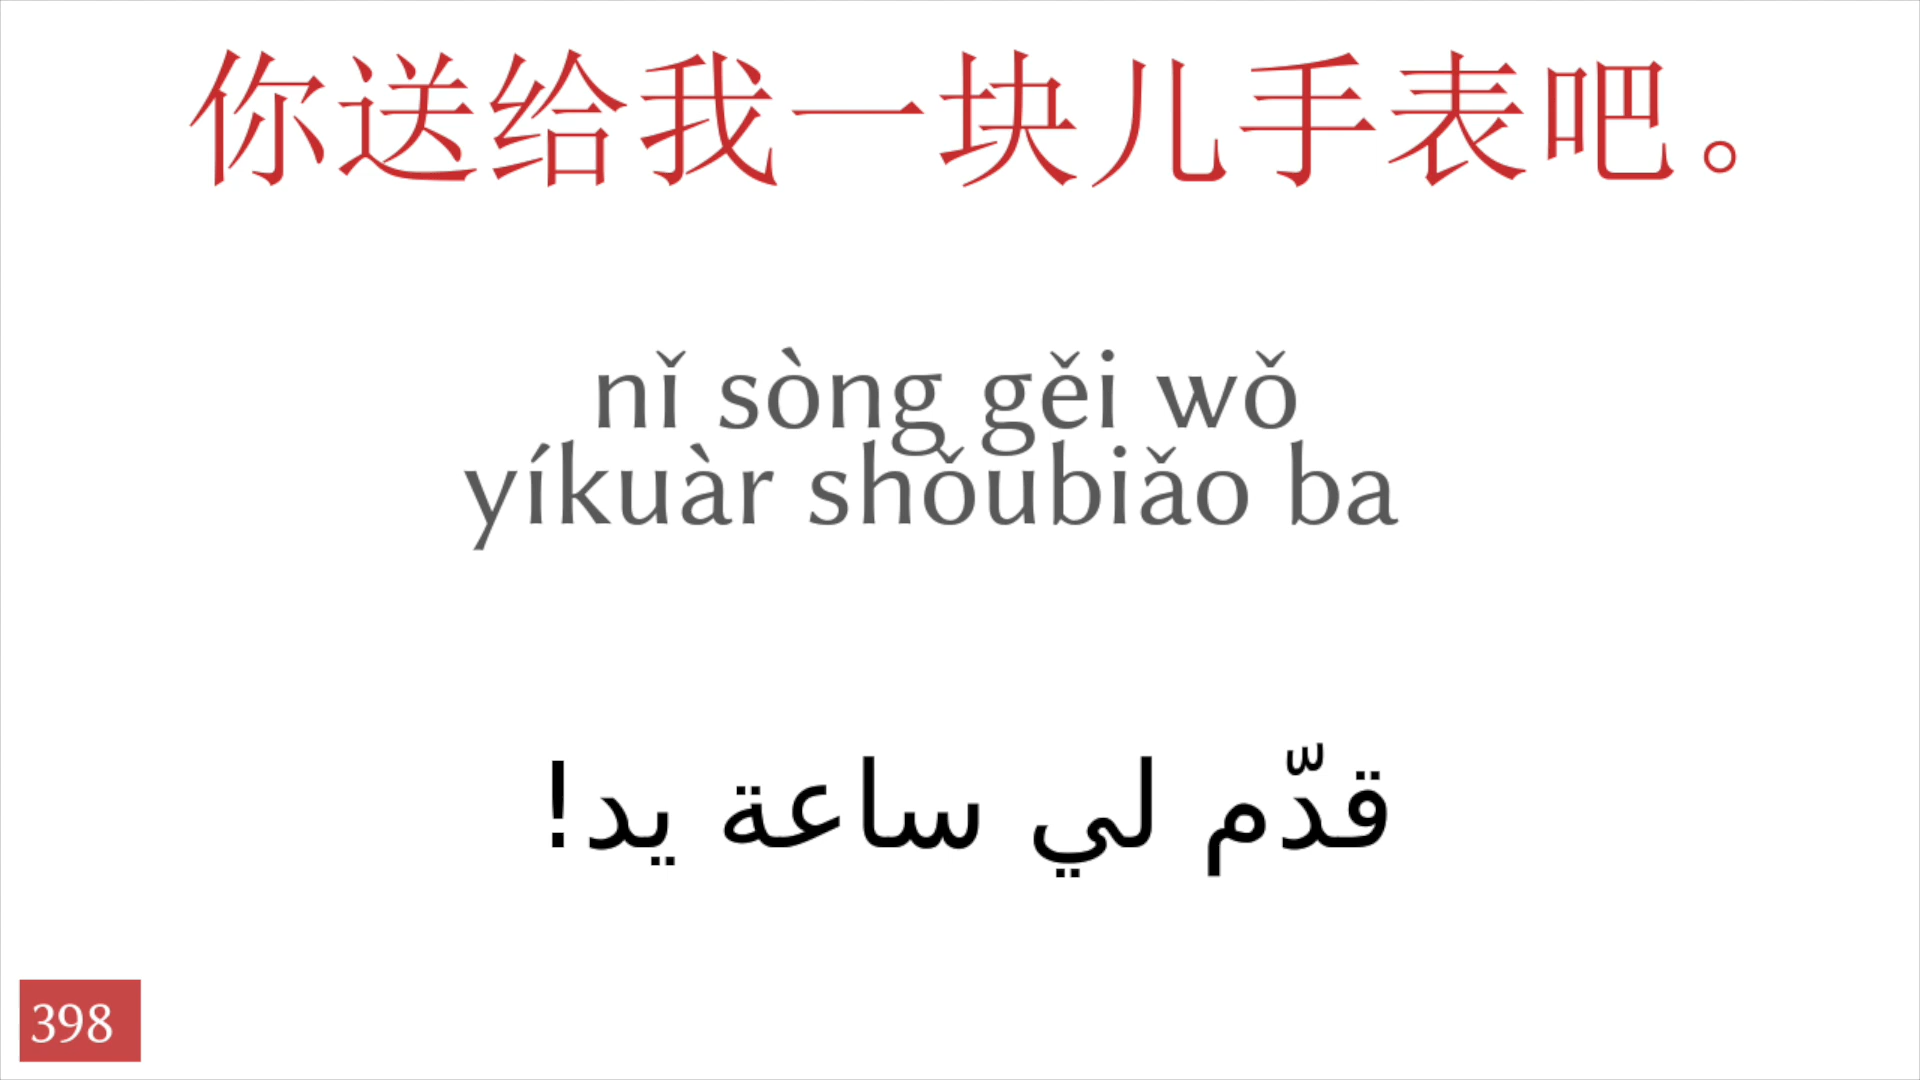 你送给我一块儿手表吧。
nǐ sòng gěi wǒ
yíkuàr shǒubiǎo ba
قدّم لي ساعة يد!
398